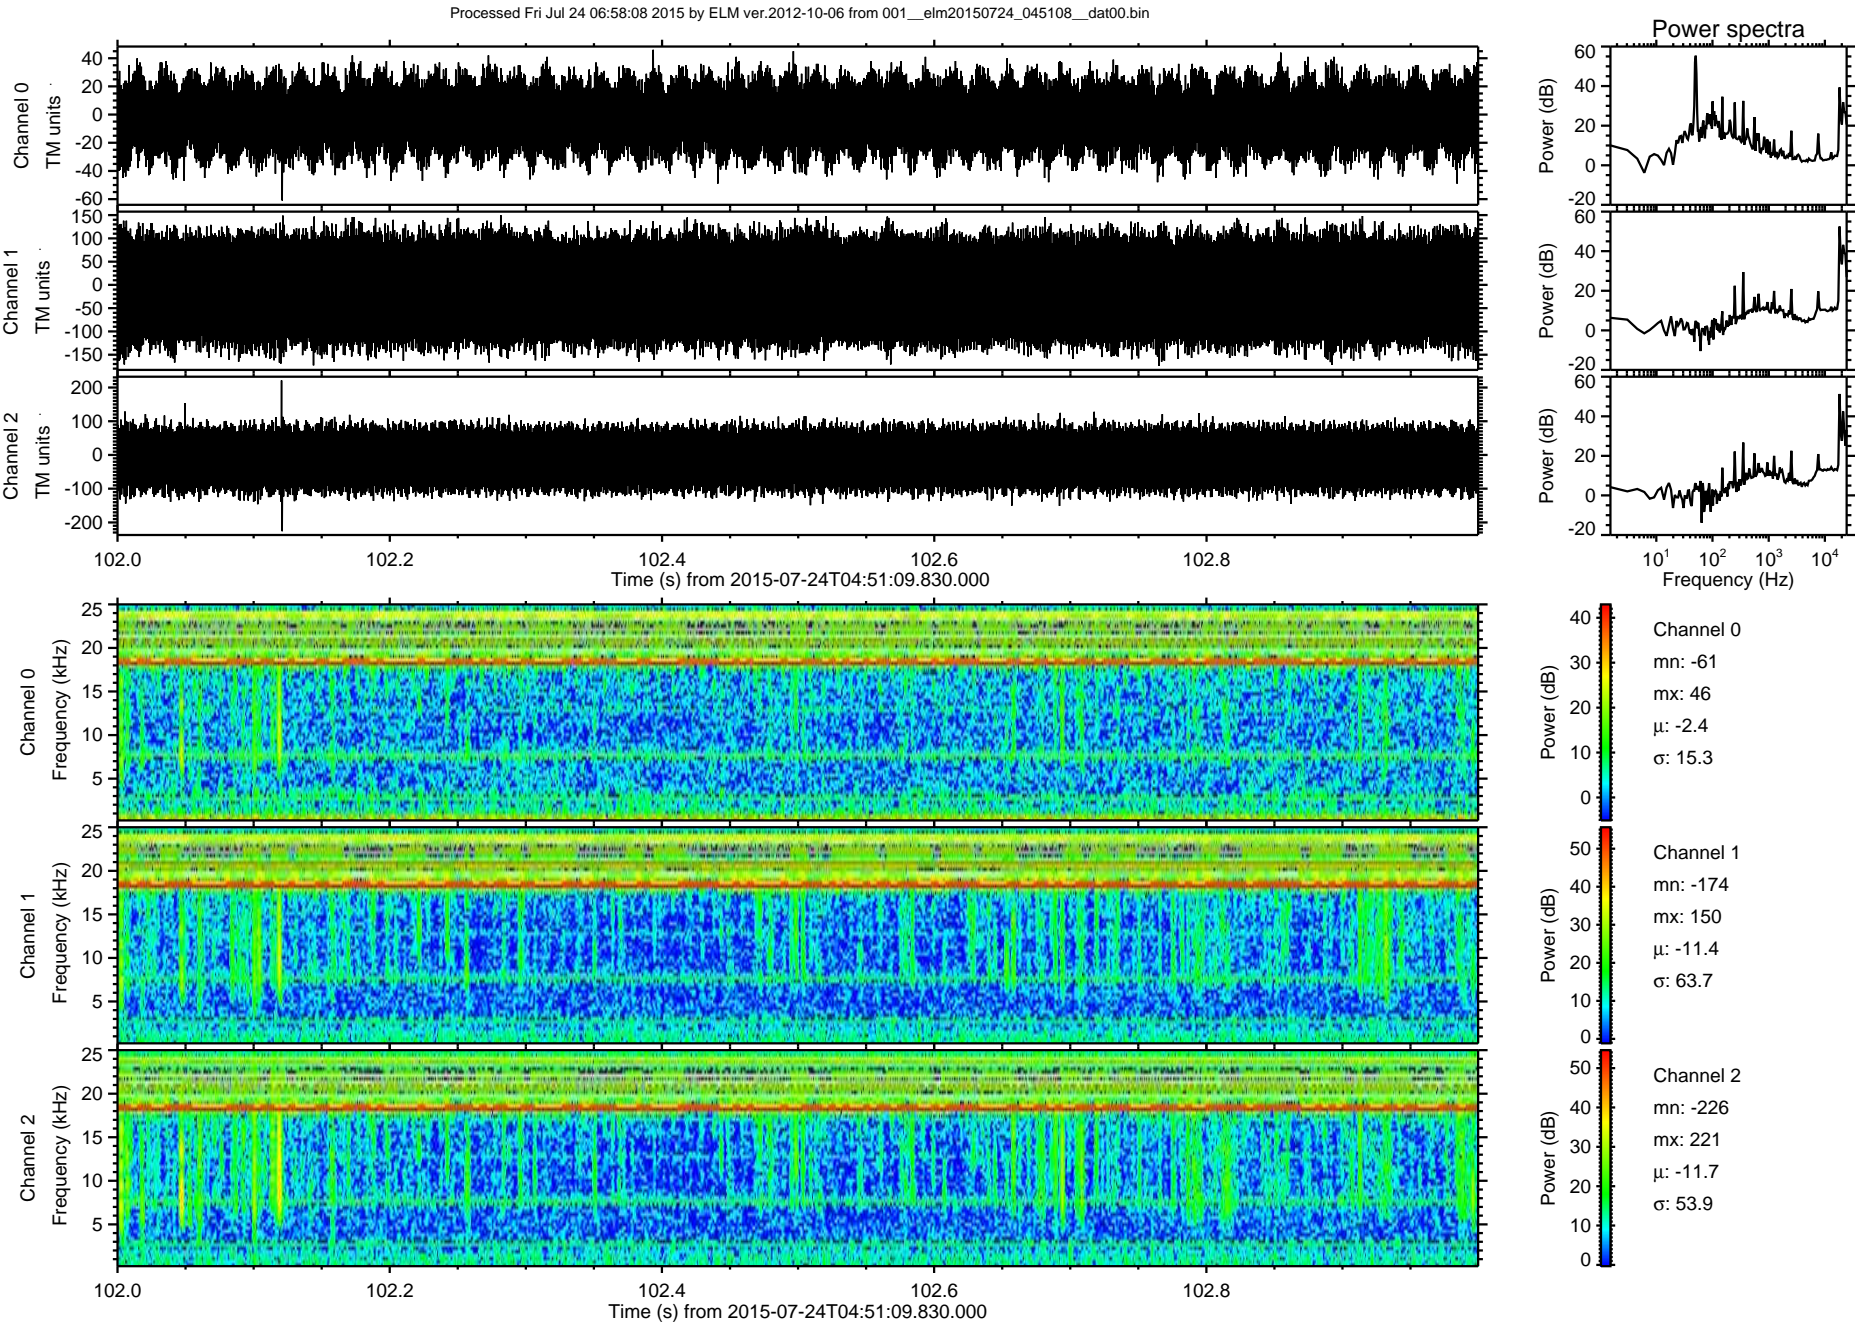 Processed Fri Jul 24 06:58:08 2015 by ELM ver.2012-10-06 from 001__elm20150724_045108__dat00.bin
Power spectra
Channel 0
TM units
40
20
0
-20
-40
-60
Power (dB)
60
40
20
0
-20
Channel 1
TM units
150
100
50
0
-50
-100
-150
Power (dB)
60
40
20
0
-20
Channel 2
TM units
200
100
0
-100
-200
Power (dB)
60
40
20
0
-20
102.0 102.2 102.4 102.6 102.8
Time (s) from 2015-07-24T04:51:09.830.000
10^1 10^2 10^3 10^4
Frequency (Hz)
Channel 0
Frequency (kHz)
25
20
15
10
5
Power (dB)
40
30
20
10
0
Channel 0
mn: -61
mx: 46
μ: -2.4
σ: 15.3
Channel 1
Frequency (kHz)
25
20
15
10
5
Power (dB)
50
40
30
20
10
0
Channel 1
mn: -174
mx: 150
μ: -11.4
σ: 63.7
Channel 2
Frequency (kHz)
25
20
15
10
5
Power (dB)
50
40
30
20
10
0
Channel 2
mn: -226
mx: 221
μ: -11.7
σ: 53.9
102.0 102.2 102.4 102.6 102.8
Time (s) from 2015-07-24T04:51:09.830.000